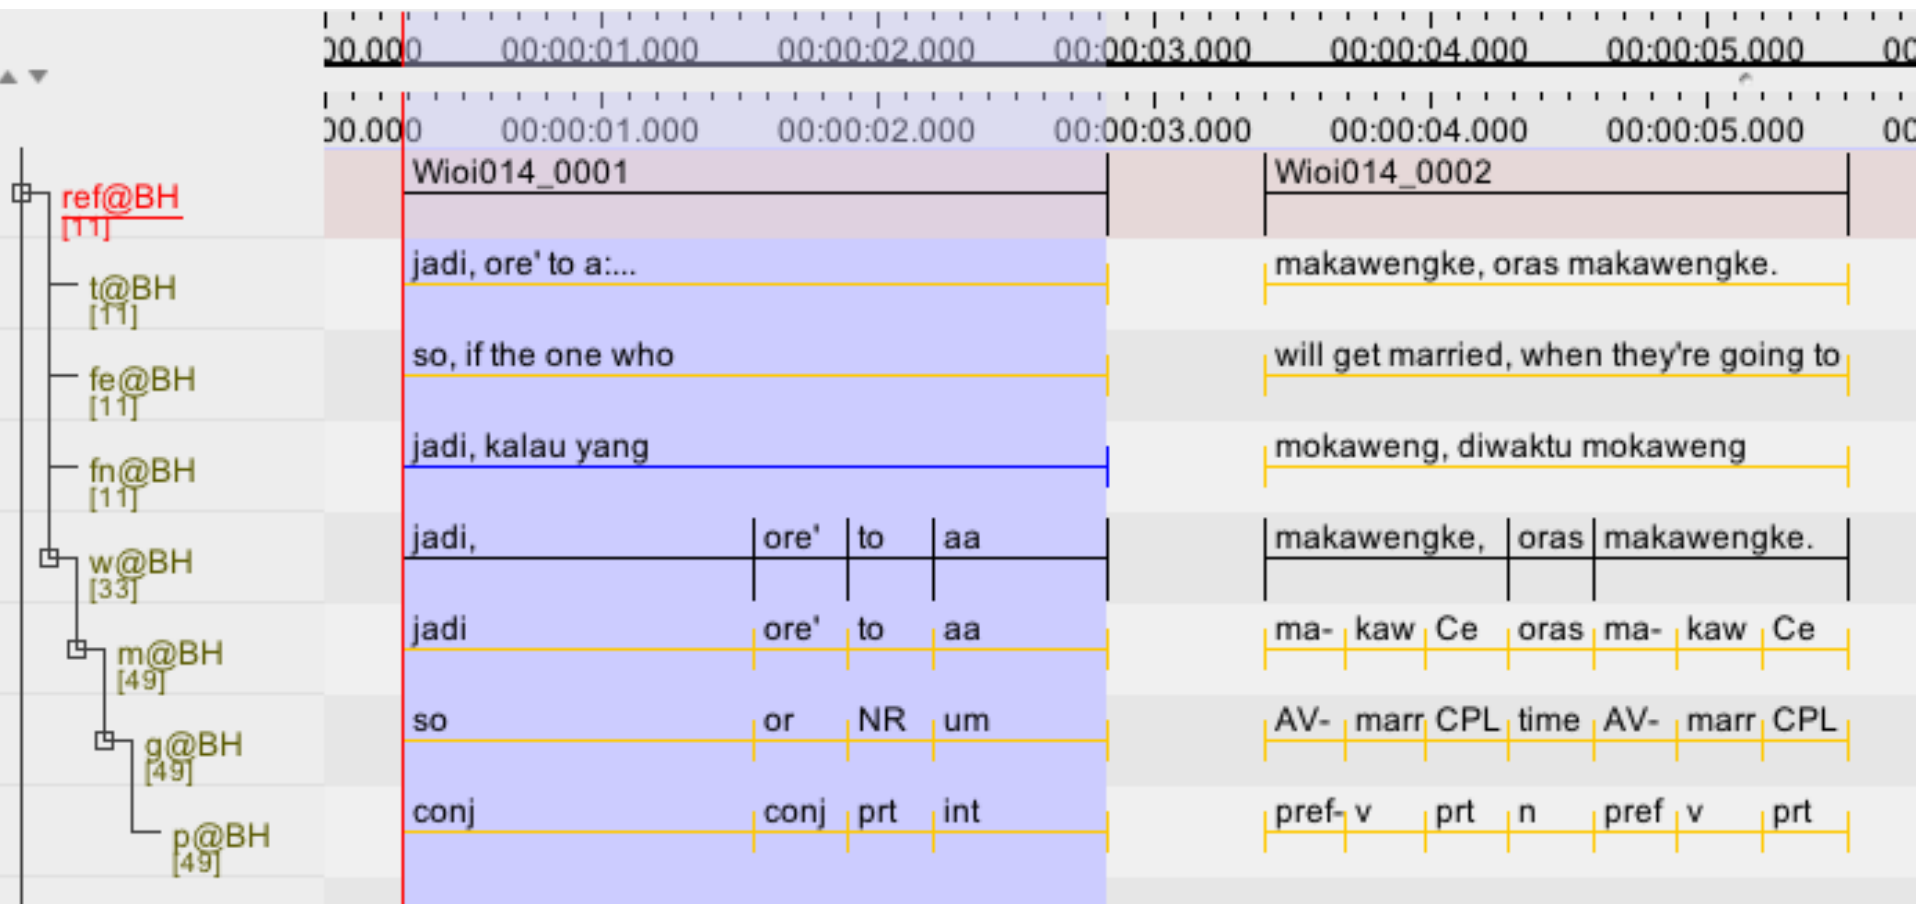 00.000 00:00:01.000 00:00:02.000 00:00:03.000 00:00:04.000 00:00:05.000 00
00.000 00:00:01.000 00:00:02.000 00:00:03.000 00:00:04.000 00:00:05.000 00
ref@BH Wioi014_0001 Wioi014_0002
[11]
t@BH jadi, ore' to a:... makawengke, oras makawengke.
[11]
fe@BH so, if the one who will get married, when they're going to
[11]
fn@BH jadi, kalau yang mokaweng, diwaktu mokaweng
[11]
w@BH jadi, ore' to aa makawengke, oras makawengke.
[33]
m@BH jadi ore' to aa ma- kaw Ce oras ma- kaw Ce
[49]
g@BH so or NR um AV- marr CPL time AV- marr CPL
[49]
p@BH conj conj prt int pref- v prt n pref v prt
[49]